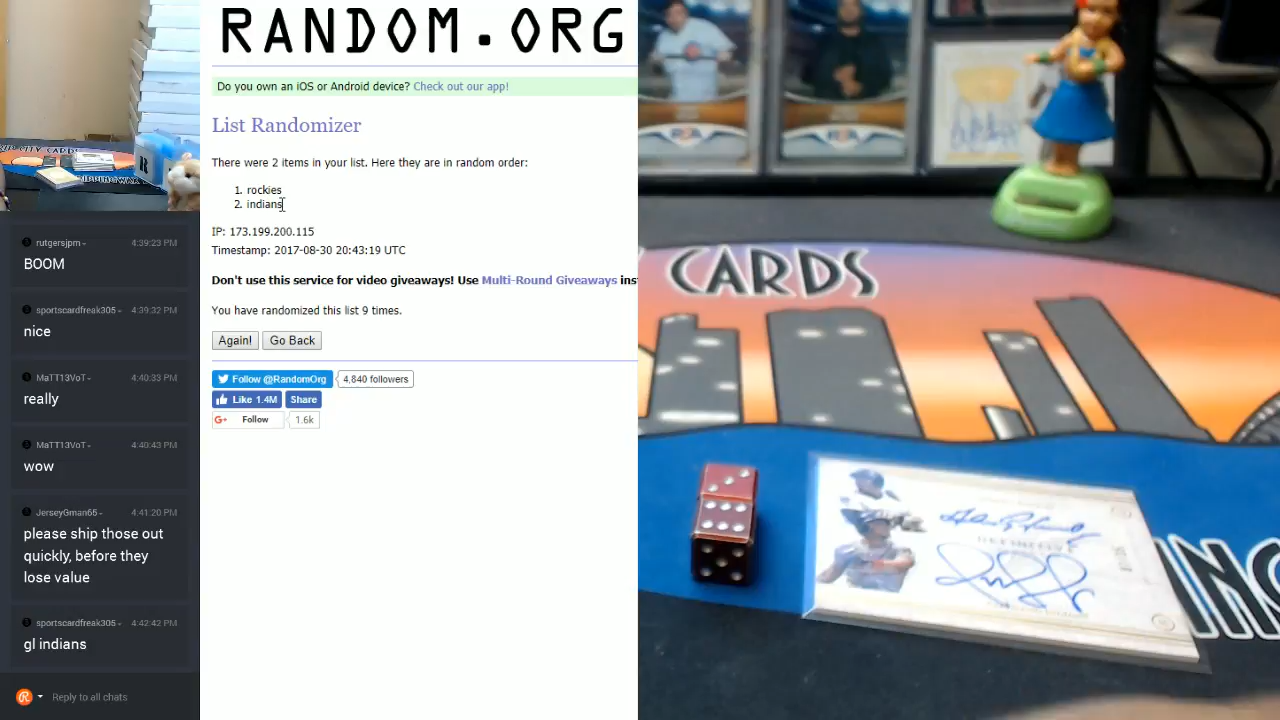 RANDOM.ORG
Do you own an iOS or Android device? Check out our app!
List Randomizer
There were 2 items in your list. Here they are in random order:
1. rockies
2. indians
IP: 173.199.200.115
Timestamp: 2017-08-30 20:43:19 UTC
Don't use this service for video giveaways! Use Multi-Round Giveaways ins
You have randomized this list 9 times.
Again! Go Back
Follow @RandomOrg 4,840 followers
Like 1.4M Share
G+ Follow 1.6k
rutgersjpm 4:39:23 PM
BOOM
sportscardfreak305 4:39:32 PM
nice
MaTT13VoT 4:40:33 PM
really
MaTT13VoT 4:40:43 PM
wow
JerseyGman65 4:41:20 PM
please ship those out
quickly, before they
lose value
sportscardfreak305 4:42:42 PM
gl indians
Reply to all chats
CARDS
DEFINITIVE